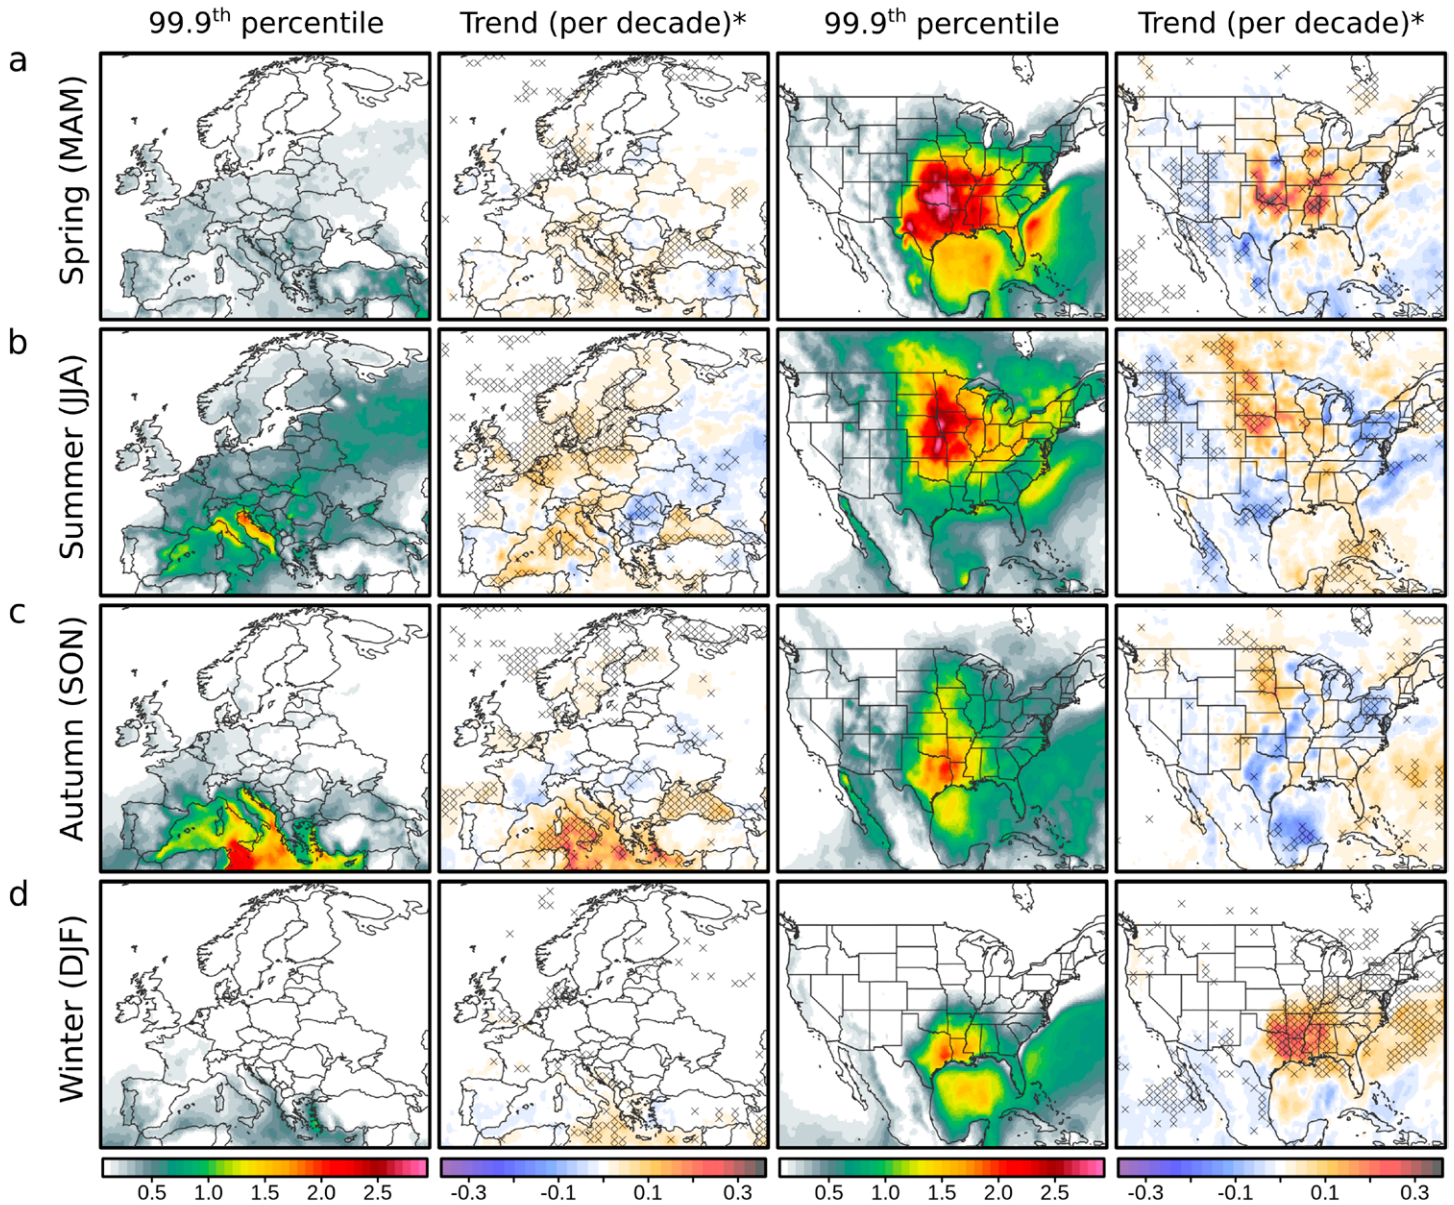 99.9th percentile Trend (per decade)* 99.9th percentile Trend (per decade)*
a
Spring (MAM)
b
Summer (JJA)
c
Autumn (SON)
d
Winter (DJF)
0.5 1.0 1.5 2.0 2.5 -0.3 -0.1 0.1 0.3 0.5 1.0 1.5 2.0 2.5 -0.3 -0.1 0.1 0.3